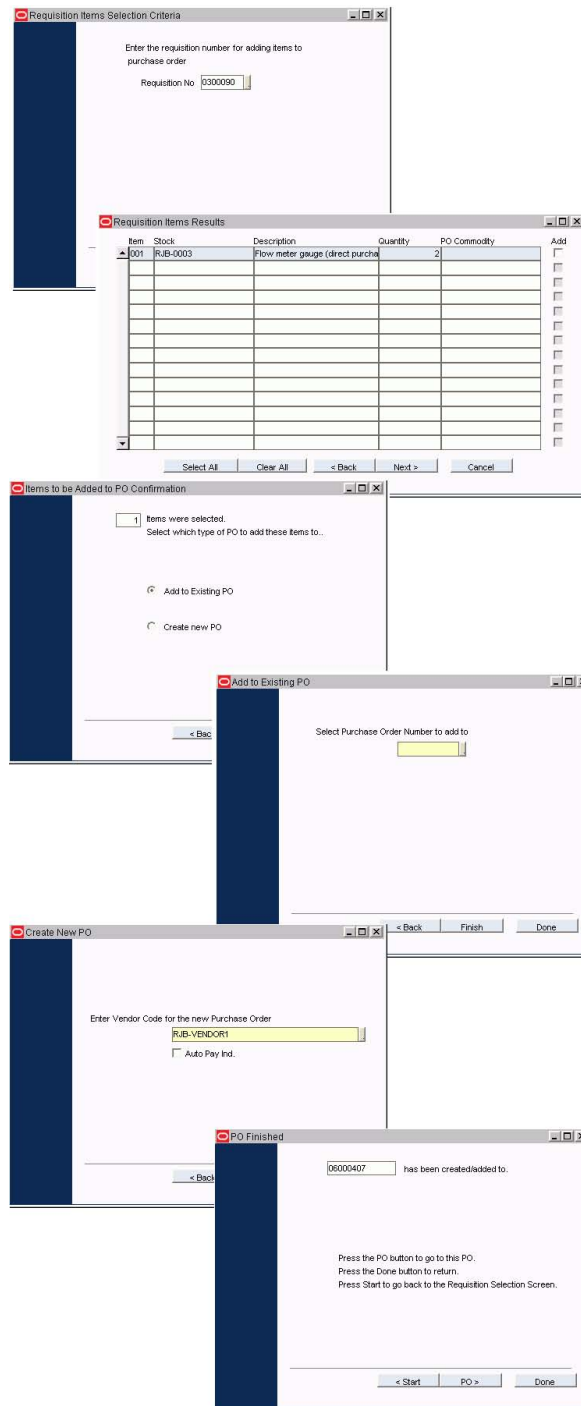 Requisition Items Selection Criteria
Enter the requisition number for adding items to
purchase order
Requisition No 0300090
Requisition Items Results
Item Stock Description Quantity PO Commodity Add
001 RJB-0003 Flow meter gauge (direct purcha 2
Select All Clear All < Back Next > Cancel
Items to be Added to PO Confirmation
1 Items were selected.
Select which type of PO to add these items to..
Add to Existing PO
Create new PO
< Bac
Add to Existing PO
Select Purchase Order Number to add to
< Back Finish Done
Create New PO
Enter Vendor Code for the new Purchase Order
RJB-VENDOR1
Auto Pay Ind.
< Back
PO Finished
06000407 has been created/added to.
Press the PO button to go to this PO.
Press the Done button to return.
Press Start to go back to the Requisition Selection Screen.
< Start PO > Done